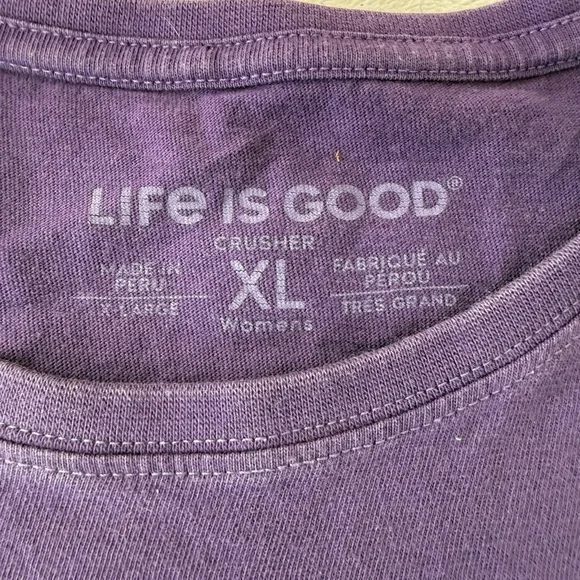 LIFe IS GOOD®
CRUSHER
MADE IN
PERU
X-LARGE
XL
Womens
FABRIQUÉ AU
PÉROU
TRÈS GRAND